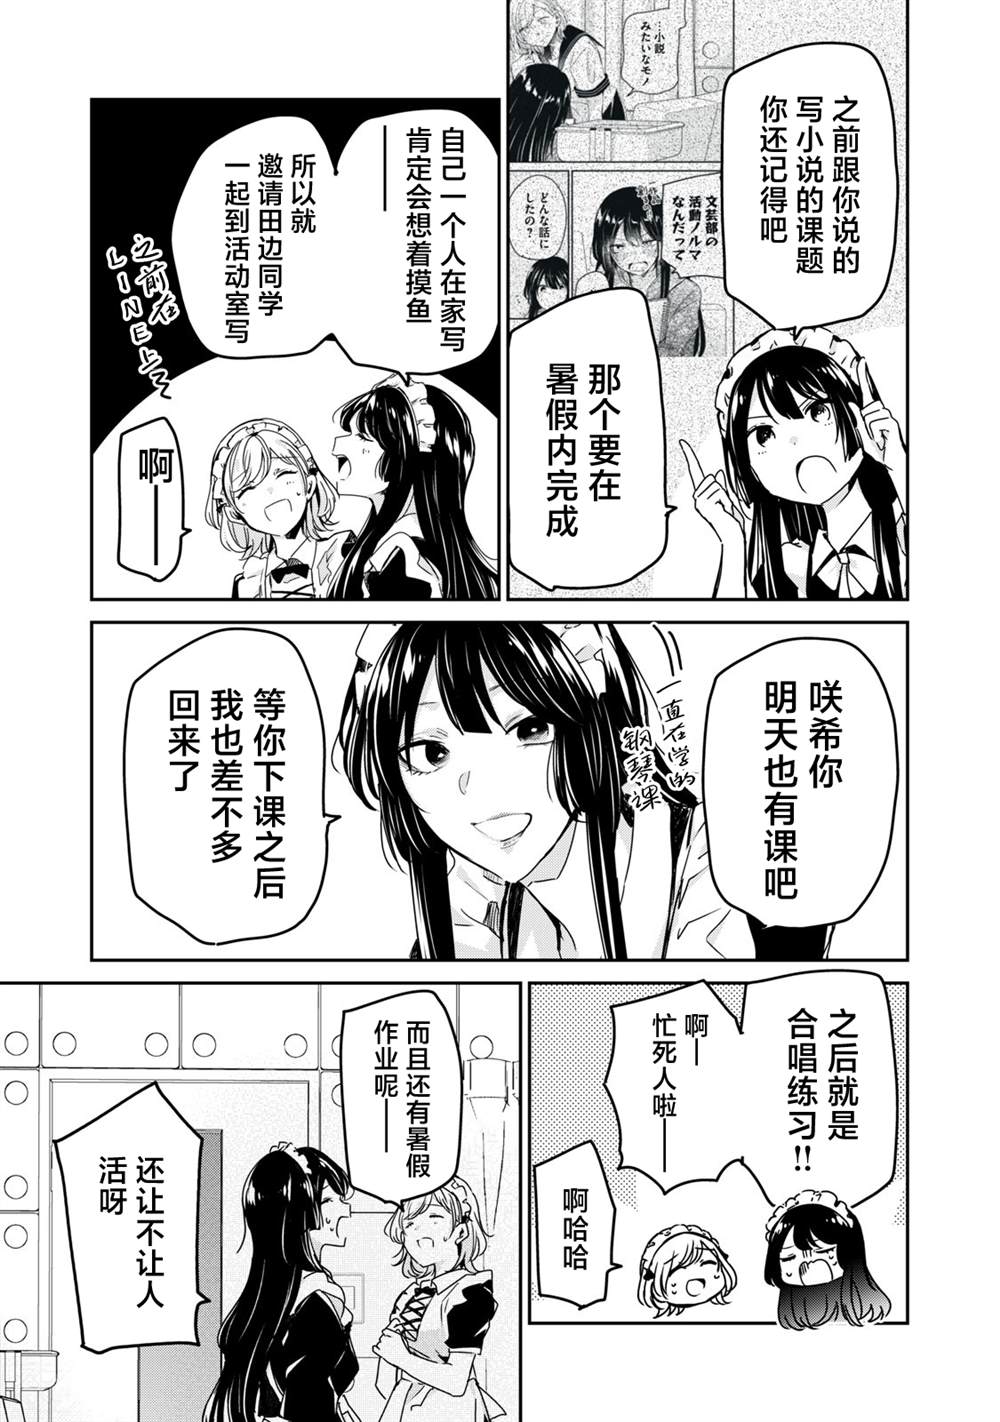 之前跟你说的
写小说的课题
你还记得吧
…小説
みたいなモノ
文芸部の
活動ノルマ
なんだって
どんな話に
したの？
那个要在
暑假内完成
自己一个人在家写
肯定会想着摸鱼
——
所以就
邀请田边同学
一起到活动室写
之前在
LINE上
啊——
咲希你
明天也有课吧
一直在学的
钢琴课
等你下课之后
我也差不多
回来了
之后就是
合唱练习!!
啊—
忙死人啦——
啊哈哈
而且还有暑假
作业呢—
还让不让人
活呀